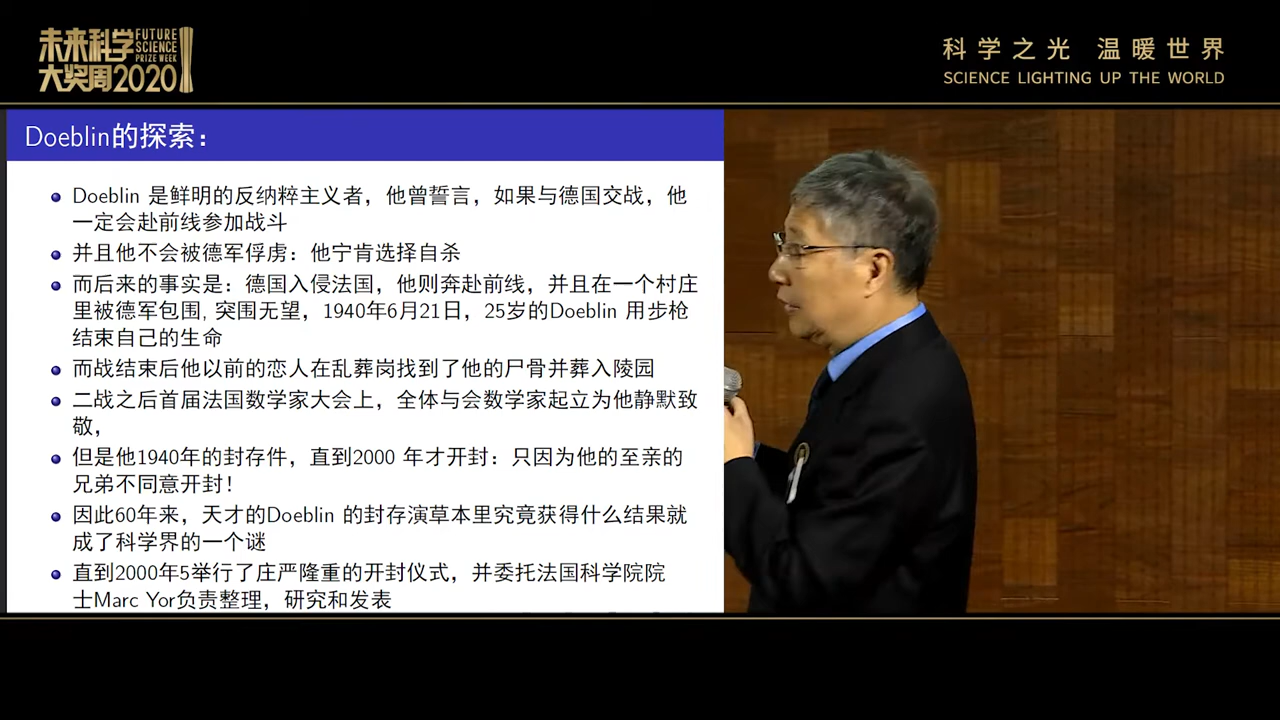 未来科学
大奖周2020
FUTURE
SCIENCE
PRIZE WEEK
科学之光 温暖世界
SCIENCE LIGHTING UP THE WORLD
Doeblin的探索：
Doeblin 是鲜明的反纳粹主义者，他曾誓言，如果与德国交战，他
一定会赴前线参加战斗
并且他不会被德军俘虏：他宁肯选择自杀
而后来的事实是：德国入侵法国，他则奔赴前线，并且在一个村庄
里被德军包围, 突围无望，1940年6月21日，25岁的Doeblin 用步枪
结束自己的生命
而战结束后他以前的恋人在乱葬岗找到了他的尸骨并葬入陵园
二战之后首届法国数学家大会上，全体与会数学家起立为他静默致
敬，
但是他1940年的封存件，直到2000 年才开封：只因为他的至亲的
兄弟不同意开封！
因此60年来，天才的Doeblin 的封存演草本里究竟获得什么结果就
成了科学界的一个谜
直到2000年5举行了庄严隆重的开封仪式，并委托法国科学院院
士Marc Yor负责整理，研究和发表